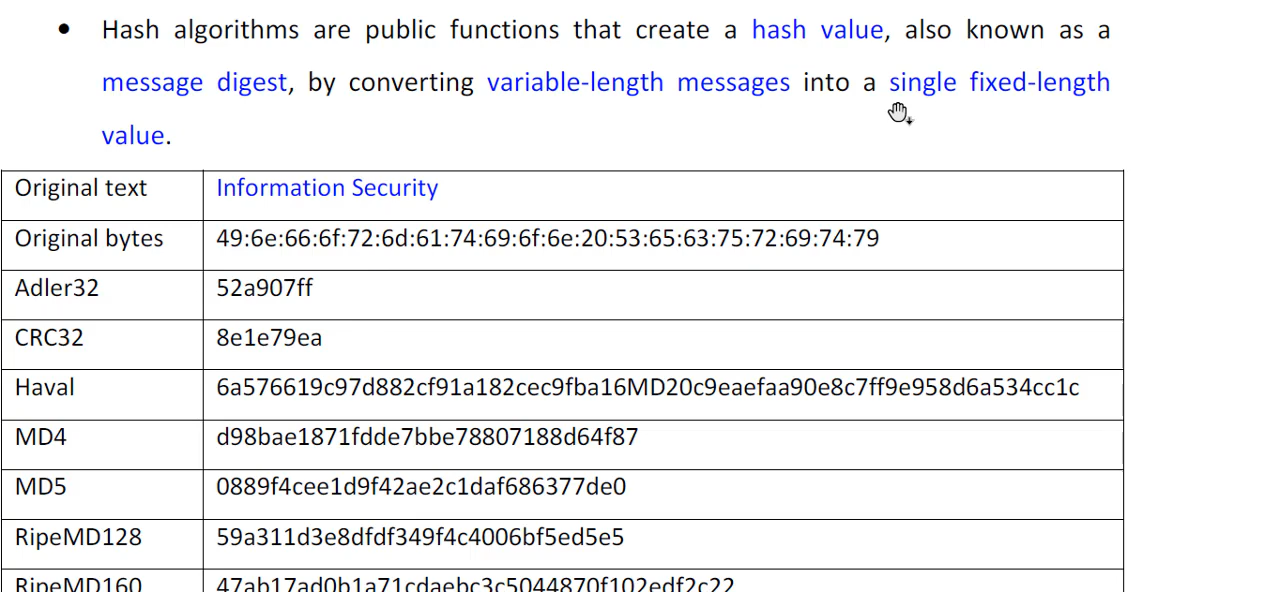 • Hash algorithms are public functions that create a hash value, also known as a
message digest, by converting variable-length messages into a single fixed-length
value.
Original text Information Security
Original bytes 49:6e:66:6f:72:6d:61:74:69:6f:6e:20:53:65:63:75:72:69:74:79
Adler32 52a907ff
CRC32 8e1e79ea
Haval 6a576619c97d882cf91a182cec9fba16MD20c9eaefaa90e8c7ff9e958d6a534cc1c
MD4 d98bae1871fdde7bbe78807188d64f87
MD5 0889f4cee1d9f42ae2c1daf686377de0
RipeMD128 59a311d3e8dfdf349f4c4006bf5ed5e5
RipeMD160 47ab17ad0b1a71cdaebc3c5044870f102edf2c22